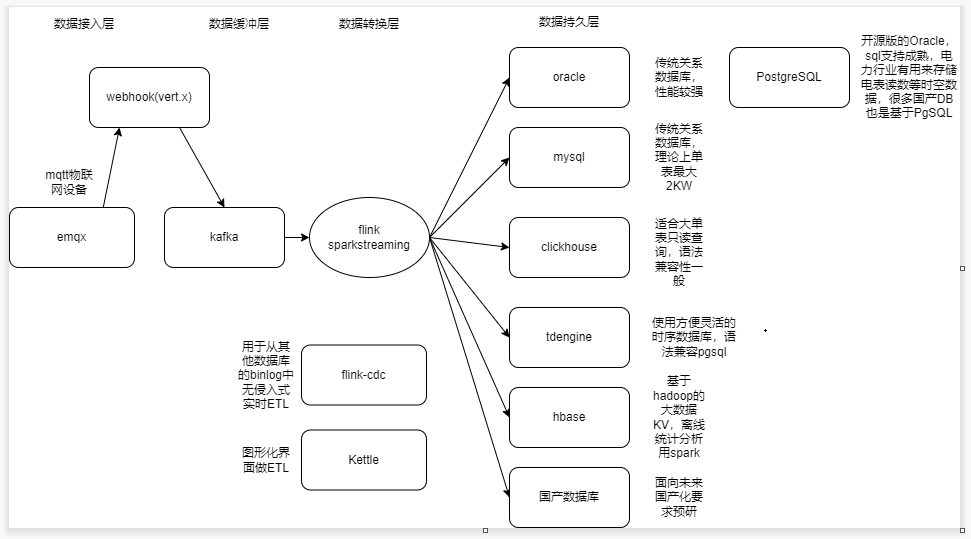 数据接入层
数据缓冲层
数据转换层
数据持久层
webhook(vert.x)
mqtt物联
网设备
emqx
kafka
flink
sparkstreaming
用于从其
他数据库
的binlog中
无侵入式
实时ETL
flink-cdc
图形化界
面做ETL
Kettle
oracle
传统关系
数据库，
性能较强
mysql
传统关系
数据库，
理论上单
表最大
2KW
clickhouse
适合大单
表只读查
询，语法
兼容性一
般
tdengine
使用方便灵活的
时序数据库，语
法兼容pgsql
hbase
基于
hadoop的
大数据
KV，离线
统计分析
用spark
国产数据库
面向未来
国产化要
求预研
PostgreSQL
开源版的Oracle，
sql支持成熟，电
力行业有用来存储
电表读数等时空数
据，很多国产DB
也是基于PgSQL